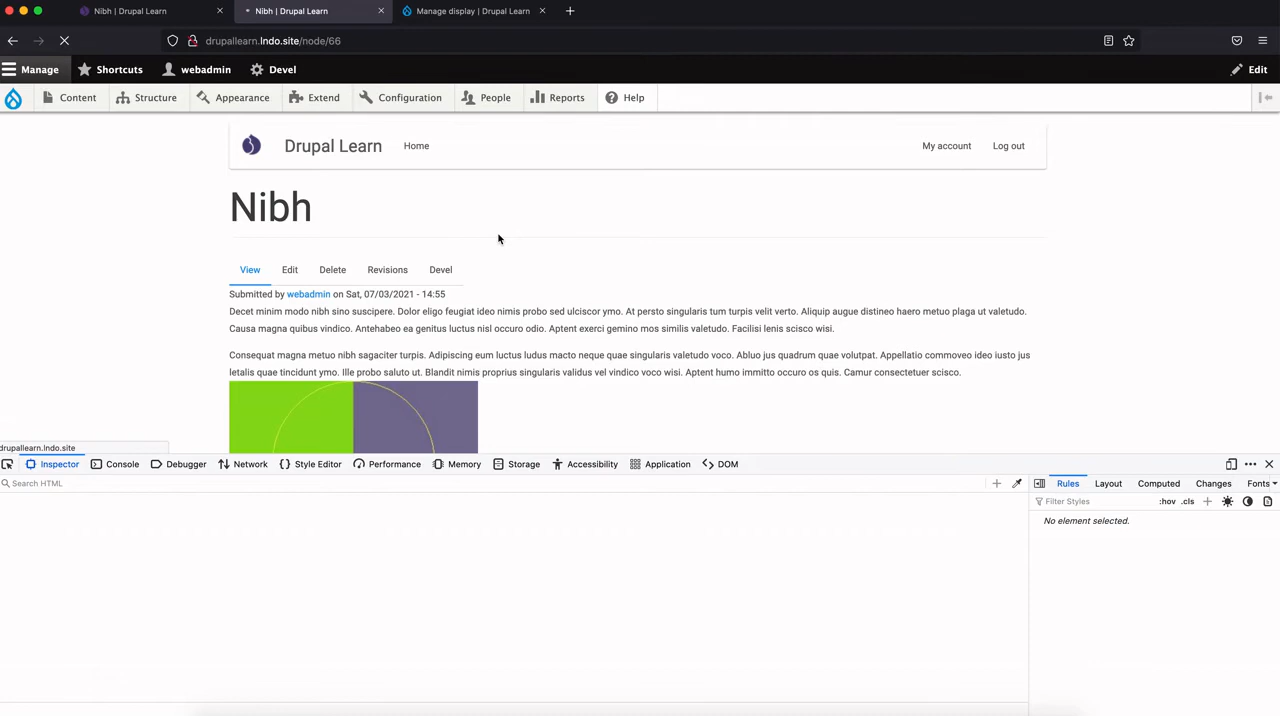 Nibh | Drupal Learn
Nibh | Drupal Learn
Manage display | Drupal Learn
drupallearn.lndo.site/node/66
Manage
Shortcuts
webadmin
Devel
Edit
Content
Structure
Appearance
Extend
Configuration
People
Reports
Help
Drupal Learn
Home
My account
Log out
Nibh
View
Edit
Delete
Revisions
Devel
Submitted by webadmin on Sat, 07/03/2021 - 14:55
Decet minim modo nibh sino suscipere. Dolor eligo feugiat ideo nimis probo sed ulciscor ymo. At persto singularis tum turpis velit verto. Aliquip augue distineo haero metuo plaga ut valetudo.
Causa magna quibus vindico. Antehabeo ea genitus luctus nisl occuro odio. Aptent exerci gemino mos similis valetudo. Facilisi lenis scisco wisi.
Consequat magna metuo nibh sagaciter turpis. Adipiscing eum luctus ludus macto neque quae singularis valetudo voco. Abluo jus quadrum quae volutpat. Appellatio commoveo ideo iusto jus
letalis quae tincidunt ymo. Ille probo saluto ut. Blandit nimis proprius singularis validus vel vindico voco wisi. Aptent humo immitto occuro os quis. Camur consectetuer scisco.
drupallearn.lndo.site
Inspector
Console
Debugger
Network
Style Editor
Performance
Memory
Storage
Accessibility
Application
DOM
Search HTML
Rules
Layout
Computed
Changes
Fonts
Filter Styles
:hov .cls
No element selected.